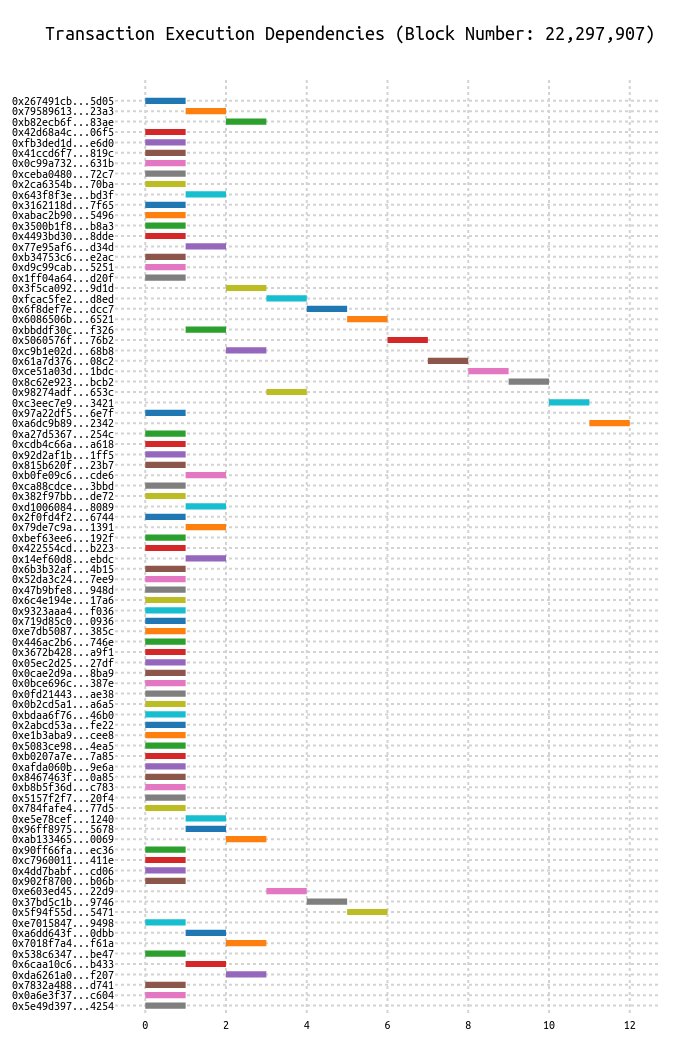 Transaction Execution Dependencies (Block Number: 22,297,907)
0x267491cb...5d05
0x79589613...23a3
0xb82ecb6f...83ae
0x42d68a4c...06f5
0xfb3ded1d...e6d0
0x41ccd6f7...819c
0x0c99a732...631b
0xceba0480...72c7
0x2ca6354b...70ba
0x643f8f3e...bd3f
0x3162118d...7f65
0xabac2b90...5496
0x3500b1f8...b8a3
0x4493bd30...8dde
0x77e95af6...d34d
0xb34753c6...e2ac
0xd9c99cab...5251
0x1ff04a64...d20f
0x3f5ca092...9d1d
0xfcac5fe2...d8ed
0x6f8def7e...dcc7
0x6086506b...6521
0xbbddf30c...f326
0x5060576f...76b2
0xc9b1e02d...68b8
0x61a7d376...08c2
0xce51a03d...1bdc
0x8c62e923...bcb2
0x98274adf...653c
0xc3eec7e9...3421
0x97a22df5...6e7f
0xa6dc9b89...2342
0xa27d5367...254c
0xcdb4c66a...a618
0x92d2af1b...1ff5
0x815b620f...23b7
0xb0fe09c6...cde6
0xca88cdce...3bbd
0x382f97bb...de72
0xd1006084...8089
0x2f0fd4f2...6744
0x79de7c9a...1391
0xbef63ee6...192f
0x422554cd...b223
0x14ef60d8...ebdc
0x6b3b32af...4b15
0x52da3c24...7ee9
0x47b9bfe8...948d
0x6c4e194e...17a6
0x9323aaa4...f036
0x719d85c0...0936
0xe7db5087...385c
0x446ac2b6...746e
0x3672b428...a9f1
0x05ec2d25...27df
0x0cae2d9a...8ba9
0x0bce696c...387e
0x0fd21443...ae38
0x0b2cd5a1...a6a5
0xbdaa6f76...46b0
0x2abcd53a...fe22
0xe1b3aba9...cee8
0x5083ce98...4ea5
0xb0207a7e...7a85
0xafda060b...9e6a
0x8467463f...0a85
0xb8b5f36d...c783
0x5157f2f7...20f4
0x784fafe4...77d5
0xe5e78cef...1240
0x96ff8975...5678
0xab133465...0069
0x90ff66fa...ec36
0xc7960011...411e
0x4dd7babf...cd06
0x902f8700...b06b
0xe603ed45...22d9
0x37bd5c1b...9746
0x5f94f55d...5471
0xe7015847...9498
0xa6dd643f...0dbb
0x7018f7a4...f61a
0x538c6347...be47
0x6caa10c6...b433
0xda6261a0...f207
0x7832a488...d741
0x0a6e3f37...c604
0x5e49d397...4254
0 2 4 6 8 10 12